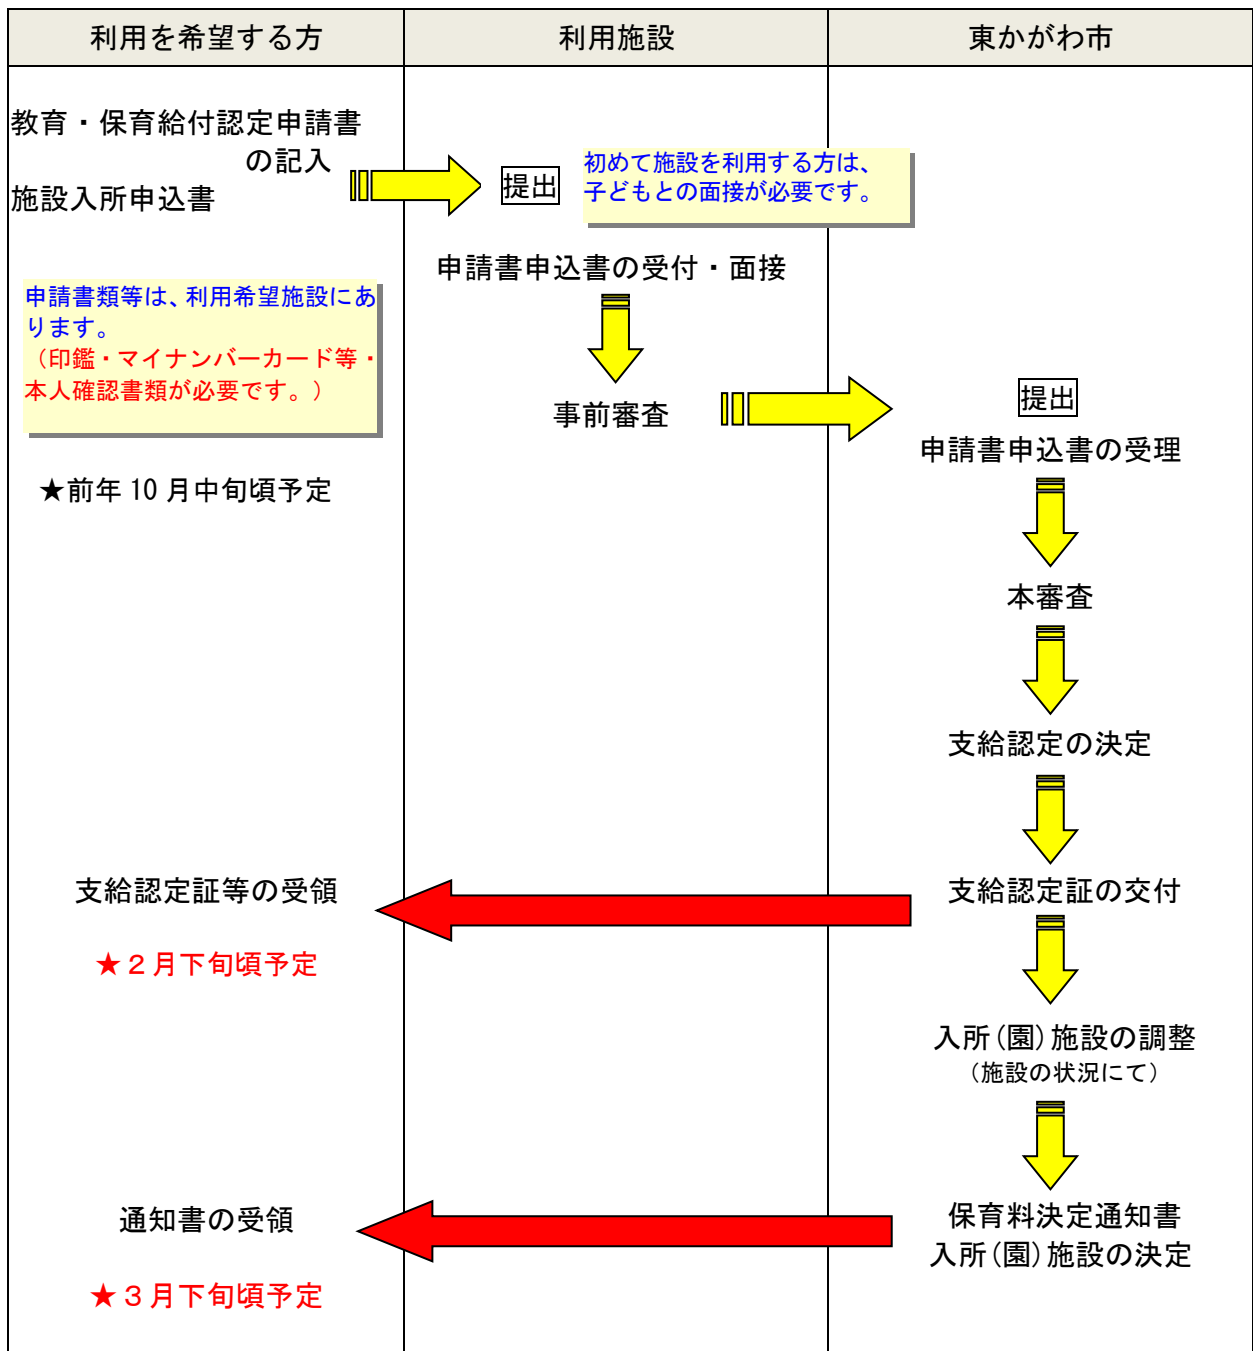 利用を希望する方
利用施設
東かがわ市
教育・保育給付認定申請書
の記入
施設入所申込書
提出
初めて施設を利用する方は、
子どもとの面接が必要です。
申請書申込書の受付・面接
申請書類等は、利用希望施設にあ
ります。
（印鑑・マイナンバーカード等・
本人確認書類が必要です。）
事前審査
提出
申請書申込書の受理
★前年10月中旬頃予定
本審査
支給認定の決定
支給認定証等の受領
支給認定証の交付
★２月下旬頃予定
入所(園)施設の調整
（施設の状況にて）
通知書の受領
保育料決定通知書
入所(園)施設の決定
★３月下旬頃予定